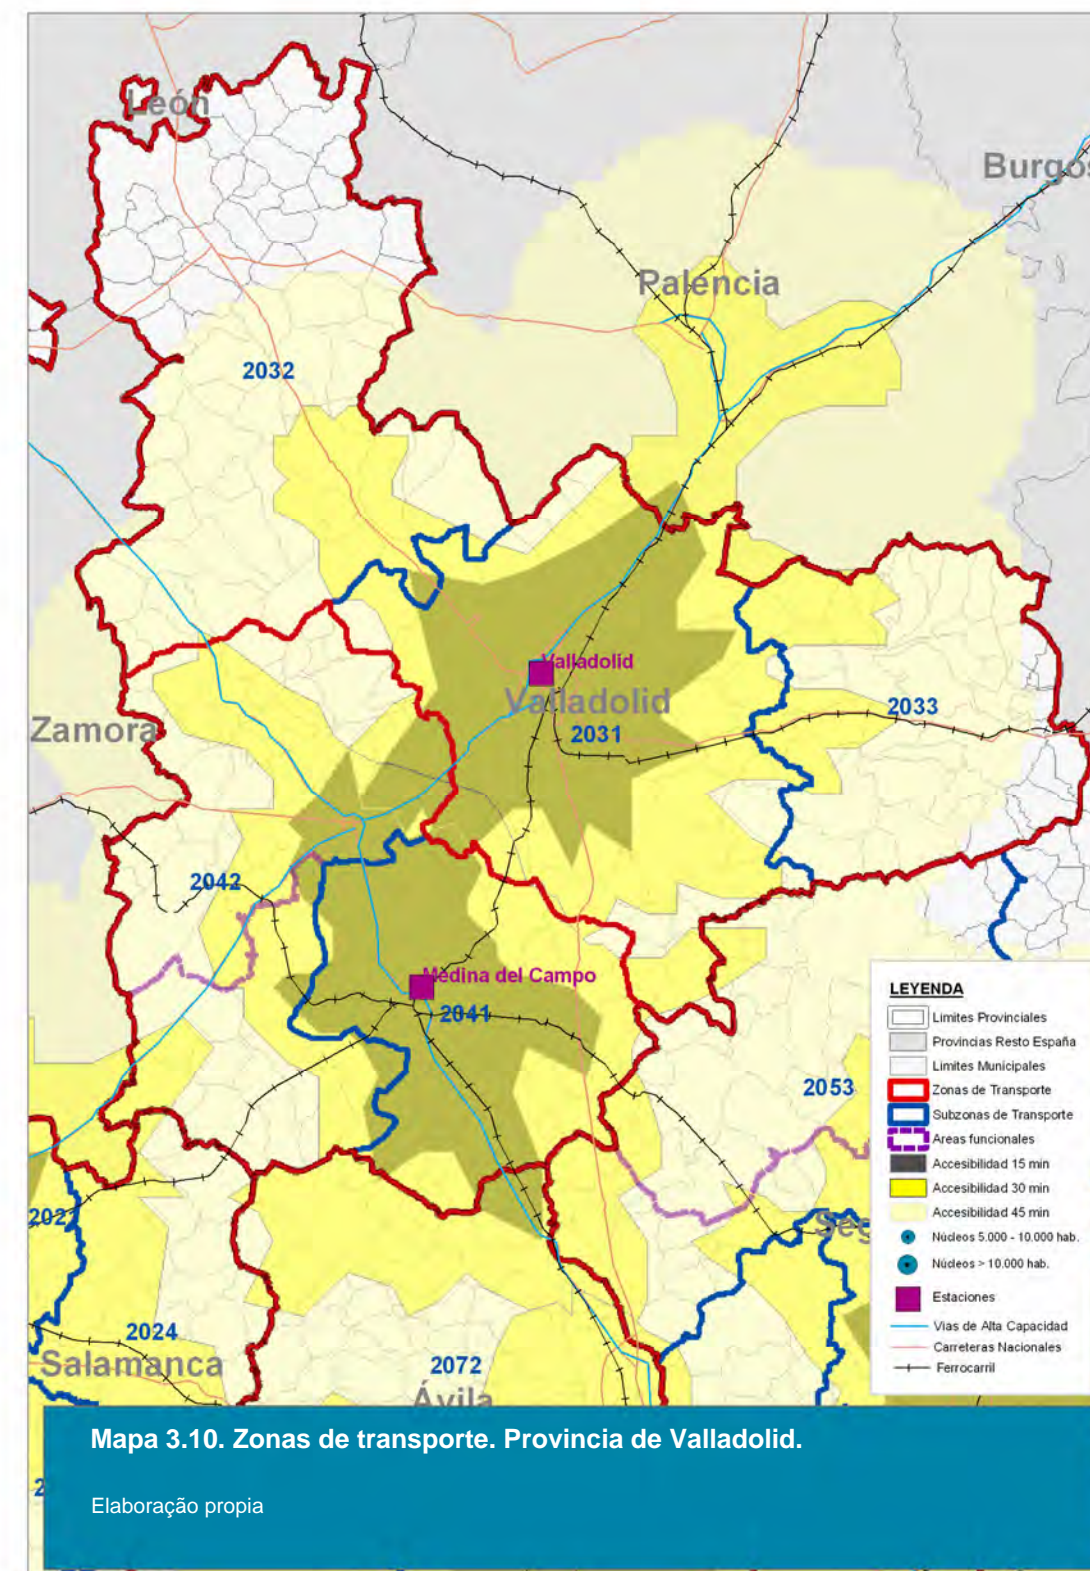 León
Burgos
Palencia
2032
Valladolid
Valladolid
Zamora
2031
2033
2042
Medina del Campo
2041
2053
2024
Salamanca
2072
Ávila
LEYENDA
Limites Provinciales
Provincias Resto España
Limites Municipales
Zonas de Transporte
Subzonas de Transporte
Areas funcionales
Accesibilidad 15 min
Accesibilidad 30 min
Accesibilidad 45 min
Núcleos 5.000 - 10.000 hab.
Núcleos > 10.000 hab.
Estaciones
Vias de Alta Capacidad
Carreteras Nacionales
Ferrocarril
Mapa 3.10. Zonas de transporte. Provincia de Valladolid.
Elaboração propia